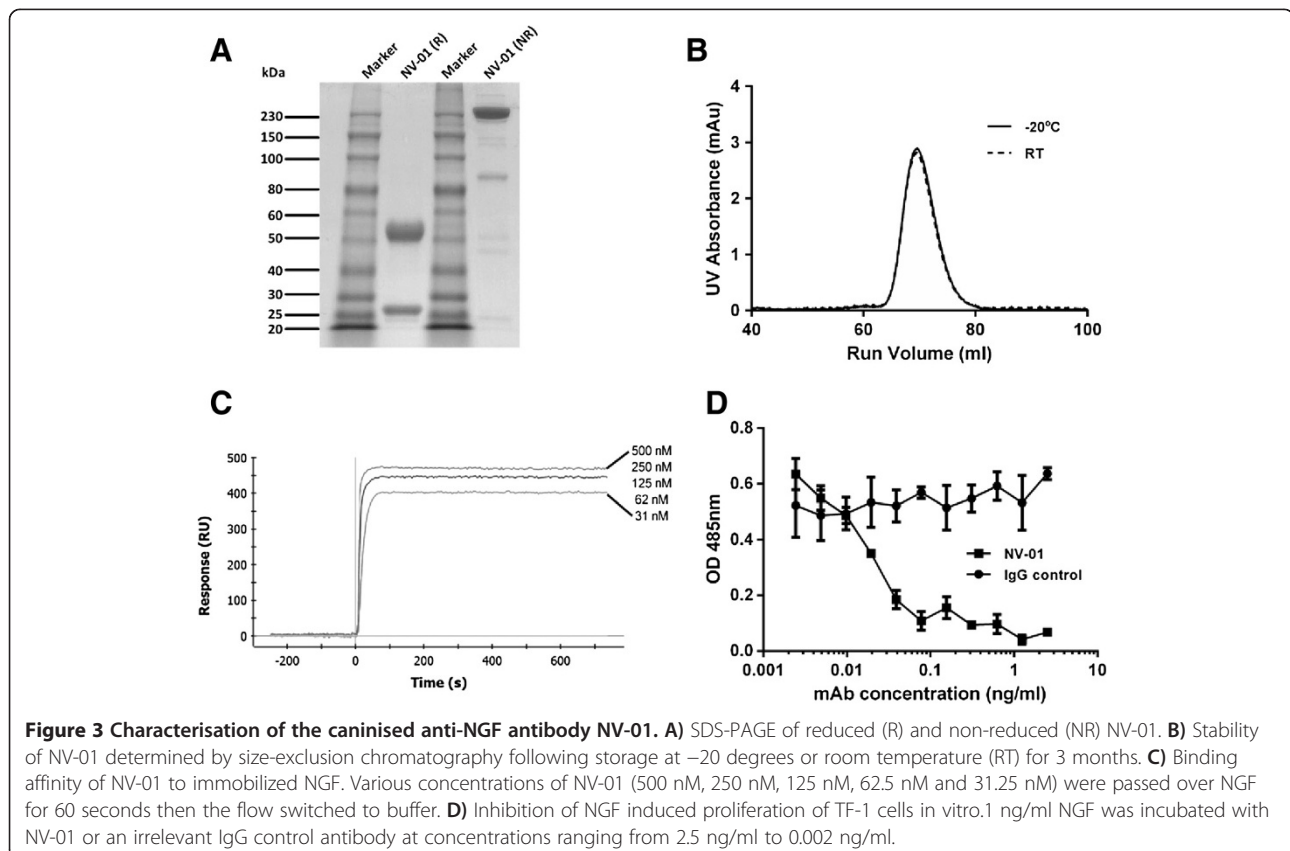 A
kDa
Marker
NV-01 (R)
Marker
NV-01 (NR)
230
150
100
80
60
50
40
30
25
20
B
UV Absorbance (mAu)
4
3
2
1
0
40
60
80
100
Run Volume (ml)
-20°C
RT
C
Response (RU)
500
400
300
200
100
0
-200
0
200
400
600
Time (s)
500 nM
250 nM
125 nM
62 nM
31 nM
D
OD 485nm
0.8
0.6
0.4
0.2
0.0
0.001
0.01
0.1
1
10
mAb concentration (ng/ml)
NV-01
IgG control
Figure 3 Characterisation of the caninised anti-NGF antibody NV-01. A) SDS-PAGE of reduced (R) and non-reduced (NR) NV-01. B) Stability
of NV-01 determined by size-exclusion chromatography following storage at −20 degrees or room temperature (RT) for 3 months. C) Binding
affinity of NV-01 to immobilized NGF. Various concentrations of NV-01 (500 nM, 250 nM, 125 nM, 62.5 nM and 31.25 nM) were passed over NGF
for 60 seconds then the flow switched to buffer. D) Inhibition of NGF induced proliferation of TF-1 cells in vitro.1 ng/ml NGF was incubated with
NV-01 or an irrelevant IgG control antibody at concentrations ranging from 2.5 ng/ml to 0.002 ng/ml.